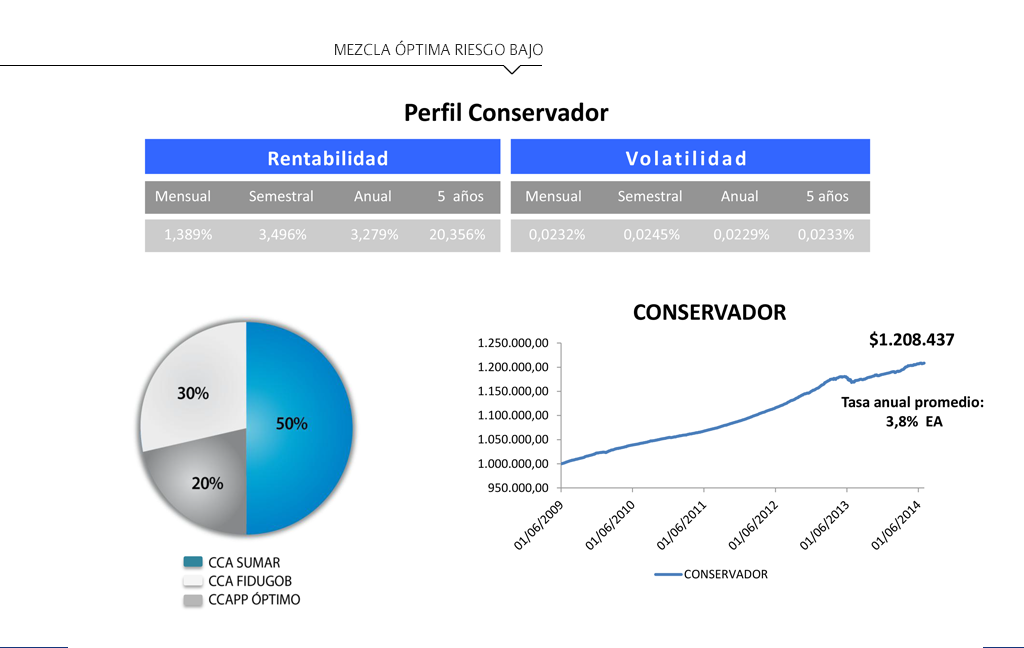 MEZCLA ÓPTIMA RIESGO BAJO
Perfil Conservador
Rentabilidad Volatilidad
Mensual Semestral Anual 5 años Mensual Semestral Anual 5 años
1,389% 3,496% 3,279% 20,356% 0,0232% 0,0245% 0,0229% 0,0233%
30%
50%
20%
CCA SUMAR
CCA FIDUGOB
CCAPP ÓPTIMO
CONSERVADOR
$1.208.437
Tasa anual promedio:
3,8% EA
1.250.000,00
1.200.000,00
1.150.000,00
1.100.000,00
1.050.000,00
1.000.000,00
950.000,00
01/06/2009
01/06/2010
01/06/2011
01/06/2012
01/06/2013
01/06/2014
CONSERVADOR